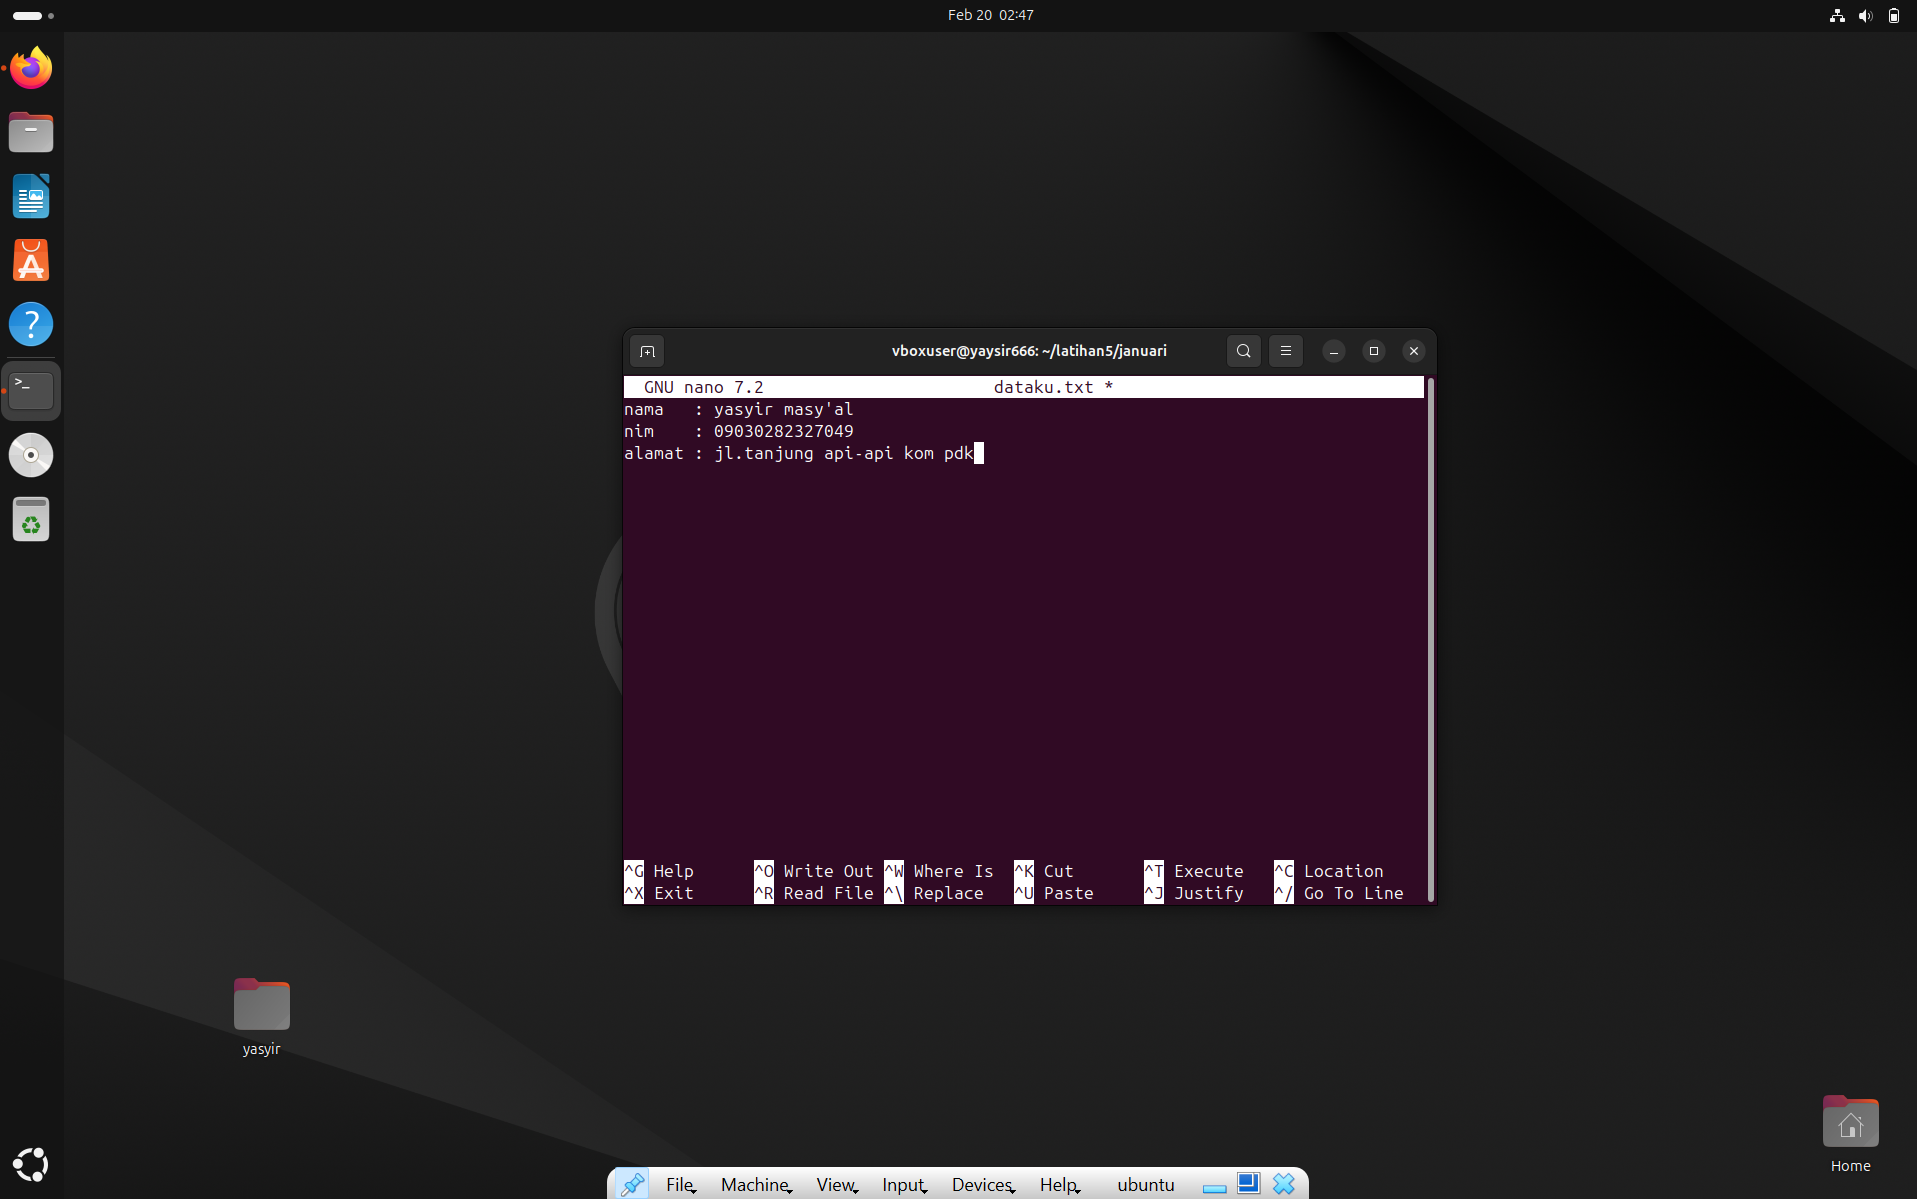 Feb 20 02:47
vboxuser@yaysir666: ~/latihan5/januari
GNU nano 7.2 dataku.txt *
nama : yasyir masy'al
nim : 09030282327049
alamat : jl.tanjung api-api kom pdk
^G Help ^O Write Out ^W Where Is ^K Cut ^T Execute ^C Location
^X Exit ^R Read File ^\ Replace ^U Paste ^J Justify ^/ Go To Line
yasyir
Home
File Machine View Input Devices Help ubuntu